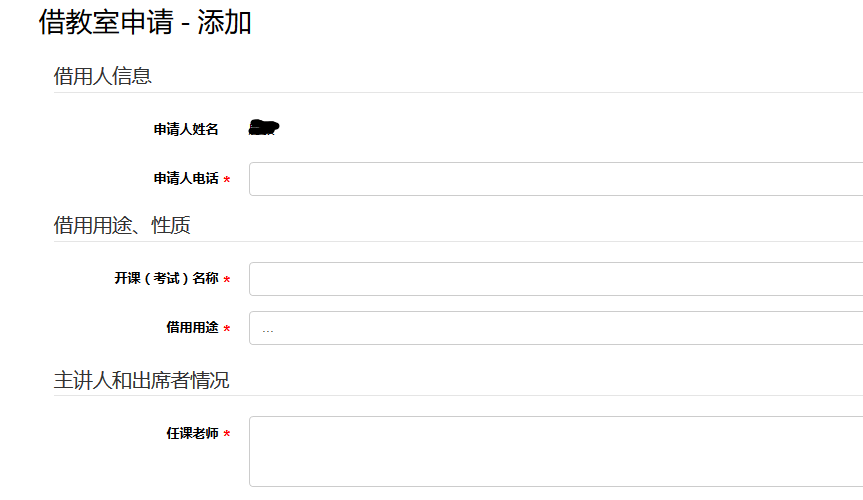 借教室申请 - 添加
借用人信息
申请人姓名
申请人电话 *
借用用途、性质
开课（考试）名称 *
借用用途 * ...
主讲人和出席者情况
任课老师 *